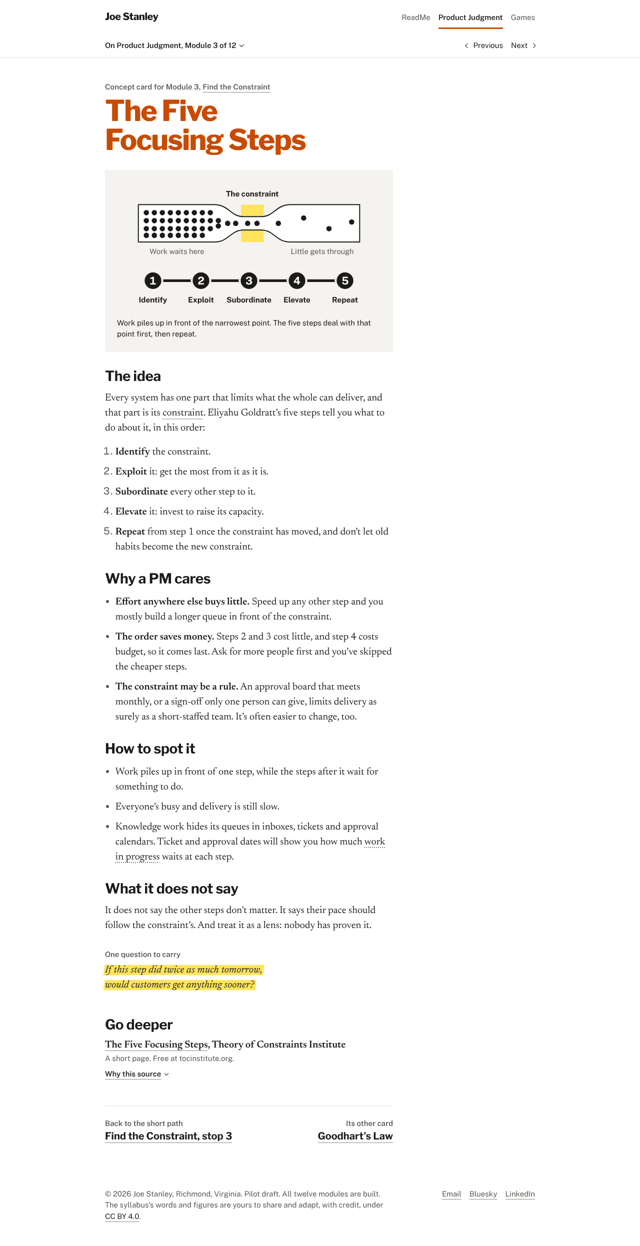 Joe Stanley
ReadMe Product Judgment Games
On Product Judgment, Module 3 of 12
Previous Next
Concept card for Module 3, Find the Constraint
The Five
Focusing Steps
The constraint
Work waits here
Little gets through
1 2 3 4 5
Identify Exploit Subordinate Elevate Repeat
Work piles up in front of the narrowest point. The five steps deal with that
point first, then repeat.
The idea
Every system has one part that limits what the whole can deliver, and
that part is its constraint. Eliyahu Goldratt’s five steps tell you what to
do about it, in this order:
1. Identify the constraint.
2. Exploit it: get the most from it as it is.
3. Subordinate every other step to it.
4. Elevate it: invest to raise its capacity.
5. Repeat from step 1 once the constraint has moved, and don’t let old
habits become the new constraint.
Why a PM cares
• Effort anywhere else buys little. Speed up any other step and you
mostly build a longer queue in front of the constraint.
• The order saves money. Steps 2 and 3 cost little, and step 4 costs
budget, so it comes last. Ask for more people first and you’ve skipped
the cheaper steps.
• The constraint may be a rule. An approval board that meets
monthly, or a sign-off only one person can give, limits delivery as
surely as a short-staffed team. It’s often easier to change, too.
How to spot it
• Work piles up in front of one step, while the steps after it wait for
something to do.
• Everyone’s busy and delivery is still slow.
• Knowledge work hides its queues in inboxes, tickets and approval
calendars. Ticket and approval dates will show you how much work
in progress waits at each step.
What it does not say
It does not say the other steps don’t matter. It says their pace should
follow the constraint’s. And treat it as a lens: nobody has proven it.
One question to carry
If this step did twice as much tomorrow,
would customers get anything sooner?
Go deeper
The Five Focusing Steps, Theory of Constraints Institute
A short page. Free at tocinstitute.org.
Why this source
Back to the short path
Find the Constraint, stop 3
Its other card
Goodhart’s Law
© 2026 Joe Stanley, Richmond, Virginia. Pilot draft. All twelve modules are built.
The syllabus’s words and figures are yours to share and adapt, with credit, under
CC BY 4.0.
Email Bluesky LinkedIn